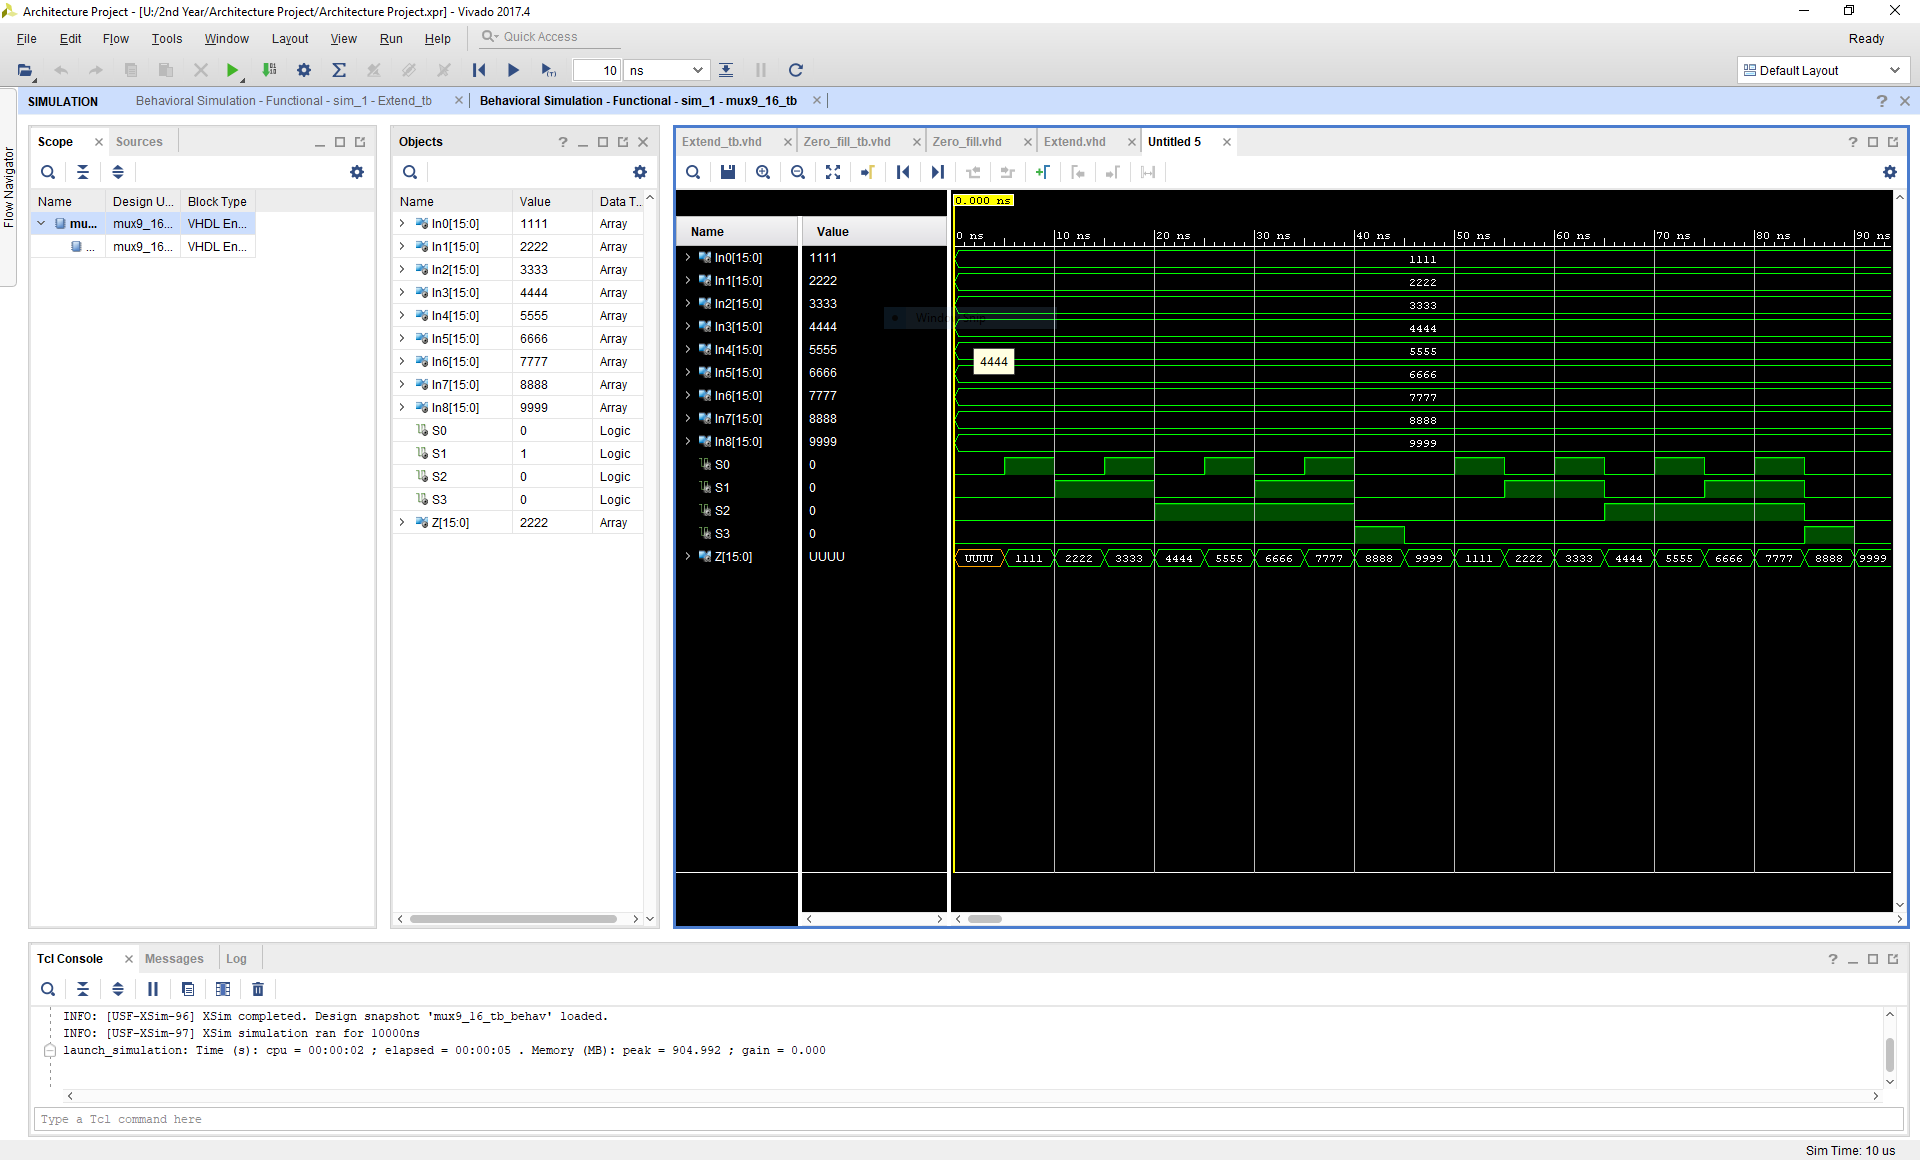 Architecture Project - [U:/2nd Year/Architecture Project/Architecture Project.xpr] - Vivado 2017.4
File Edit Flow Tools Window Layout View Run Help Quick Access Ready
10 ns Default Layout
SIMULATION Behavioral Simulation - Functional - sim_1 - Extend_tb Behavioral Simulation - Functional - sim_1 - mux9_16_tb
Flow Navigator
Scope Sources
Name Design U... Block Type
mu... mux9_16... VHDL En...
... mux9_16... VHDL En...
Objects
Name Value Data T...
In0[15:0] 1111 Array
In1[15:0] 2222 Array
In2[15:0] 3333 Array
In3[15:0] 4444 Array
In4[15:0] 5555 Array
In5[15:0] 6666 Array
In6[15:0] 7777 Array
In7[15:0] 8888 Array
In8[15:0] 9999 Array
S0 0 Logic
S1 1 Logic
S2 0 Logic
S3 0 Logic
Z[15:0] 2222 Array
Extend_tb.vhd Zero_fill_tb.vhd Zero_fill.vhd Extend.vhd Untitled 5
0.000 ns
Name Value 0 ns 10 ns 20 ns 30 ns 40 ns 50 ns 60 ns 70 ns 80 ns 90 ns
In0[15:0] 1111 1111
In1[15:0] 2222 2222
In2[15:0] 3333 3333
In3[15:0] 4444 4444
In4[15:0] 5555 5555
4444
In5[15:0] 6666 6666
In6[15:0] 7777 7777
In7[15:0] 8888 8888
In8[15:0] 9999 9999
S0 0
S1 0
S2 0
S3 0
Z[15:0] UUUU UUUU 1111 2222 3333 4444 5555 6666 7777 8888 9999 1111 2222 3333 4444 5555 6666 7777 8888 9999
Tcl Console Messages Log
INFO: [USF-XSim-96] XSim completed. Design snapshot 'mux9_16_tb_behav' loaded.
INFO: [USF-XSim-97] XSim simulation ran for 10000ns
launch_simulation: Time (s): cpu = 00:00:02 ; elapsed = 00:00:05 . Memory (MB): peak = 904.992 ; gain = 0.000
Type a Tcl command here
Sim Time: 10 us